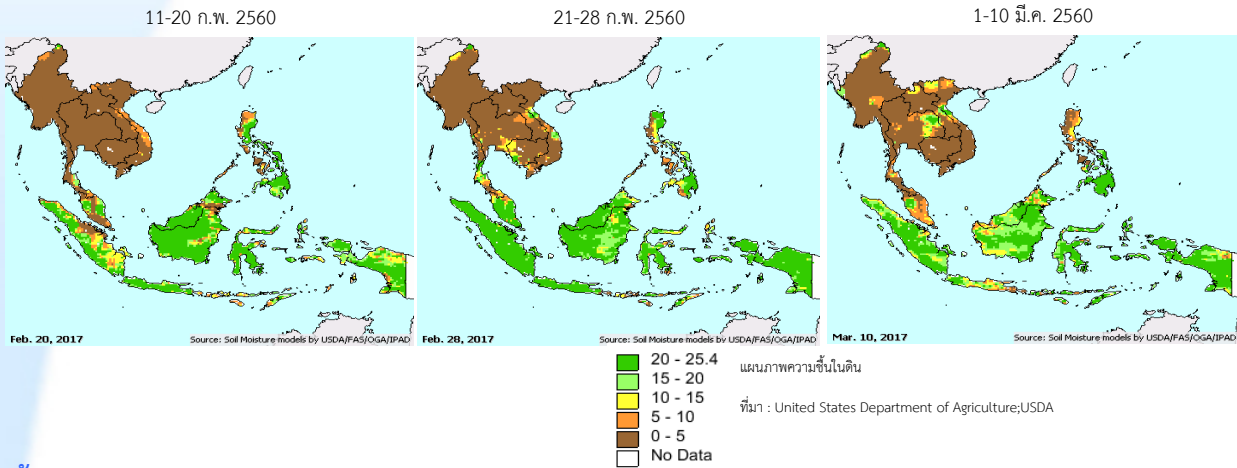 11-20 ก.พ. 2560
21-28 ก.พ. 2560
1-10 มี.ค. 2560
Feb. 20, 2017
Source: Soil Moisture models by USDA/FAS/OGA/IPAD
Feb. 28, 2017
Source: Soil Moisture models by USDA/FAS/OGA/IPAD
Mar. 10, 2017
Source: Soil Moisture models by USDA/FAS/OGA/IPAD
20 - 25.4
15 - 20
10 - 15
5 - 10
0 - 5
No Data
แผนภาพความชื้นในดิน
ที่มา : United States Department of Agriculture;USDA